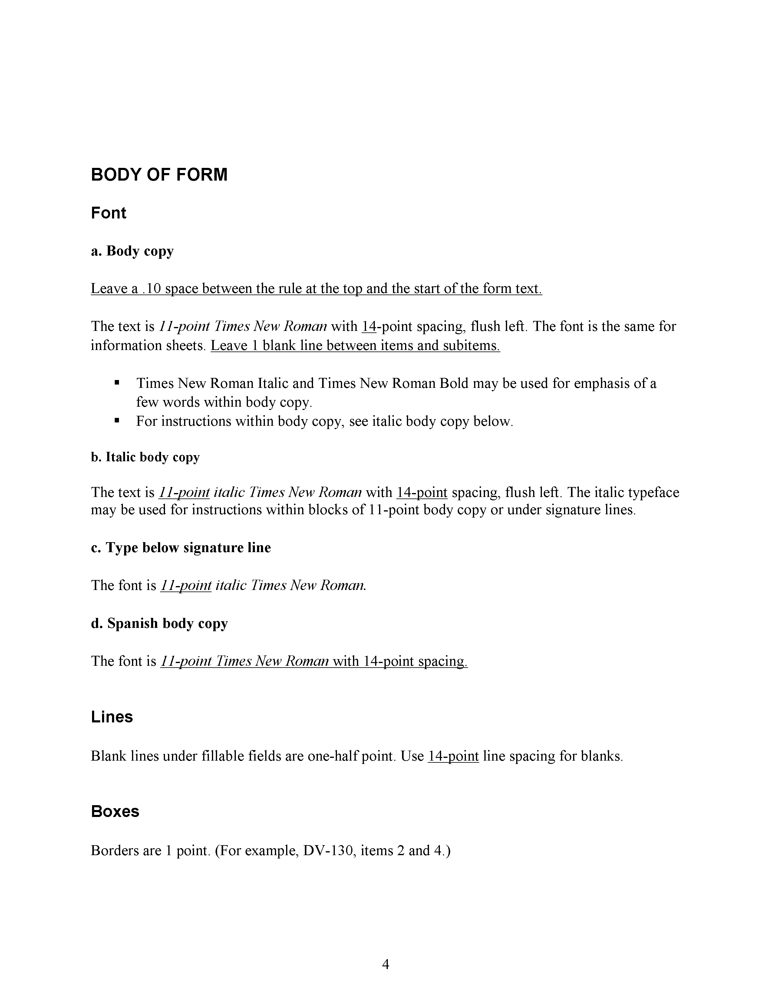 BODY OF FORM
Font
a. Body copy
Leave a .10 space between the rule at the top and the start of the form text.
The text is 11-point Times New Roman with 14-point spacing, flush left. The font is the same for
information sheets. Leave 1 blank line between items and subitems.
▪ Times New Roman Italic and Times New Roman Bold may be used for emphasis of a
few words within body copy.
▪ For instructions within body copy, see italic body copy below.
b. Italic body copy
The text is 11-point italic Times New Roman with 14-point spacing, flush left. The italic typeface
may be used for instructions within blocks of 11-point body copy or under signature lines.
c. Type below signature line
The font is 11-point italic Times New Roman.
d. Spanish body copy
The font is 11-point Times New Roman with 14-point spacing.
Lines
Blank lines under fillable fields are one-half point. Use 14-point line spacing for blanks.
Boxes
Borders are 1 point. (For example, DV-130, items 2 and 4.)
4